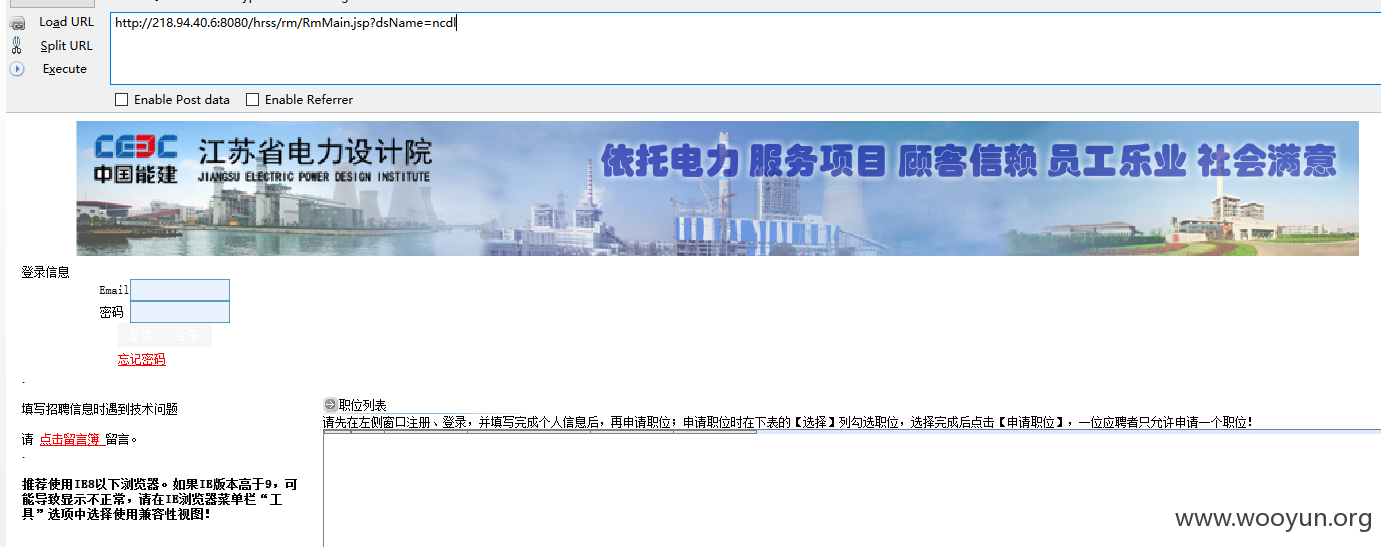 Load URL
http://218.94.40.6:8080/hrss/rm/RmMain.jsp?dsName=ncdl
Split URL
Execute
Enable Post data
Enable Referrer
CEEC
中国能建
江苏省电力设计院
JIANGSU ELECTRIC POWER DESIGN INSTITUTE
依托电力 服务项目 顾客信赖 员工乐业 社会满意
登录信息
Email
密码
登录 注册
忘记密码
.
填写招聘信息时遇到技术问题
请 点击留言簿 留言。
.
推荐使用IE8以下浏览器。如果IE版本高于9,可
能导致显示不正常,请在IE浏览器菜单栏“工
具”选项中选择使用兼容性视图!
职位列表
请先在左侧窗口注册、登录,并填写完成个人信息后,再申请职位;申请职位时在下表的【选择】列勾选职位,选择完成后点击【申请职位】,一位应聘者只允许申请一个职位!
www.wooyun.org